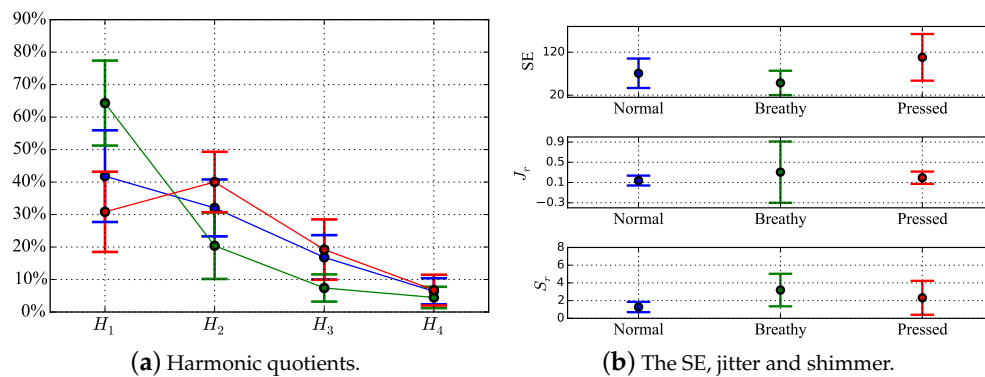 90%
80%
70%
60%
50%
40%
30%
20%
10%
0%
H1 H2 H3 H4
(a) Harmonic quotients.
SE
120
20
Normal Breathy Pressed
Jr
0.9
0.5
0.1
−0.3
Normal Breathy Pressed
Sr
8
6
4
2
0
Normal Breathy Pressed
(b) The SE, jitter and shimmer.